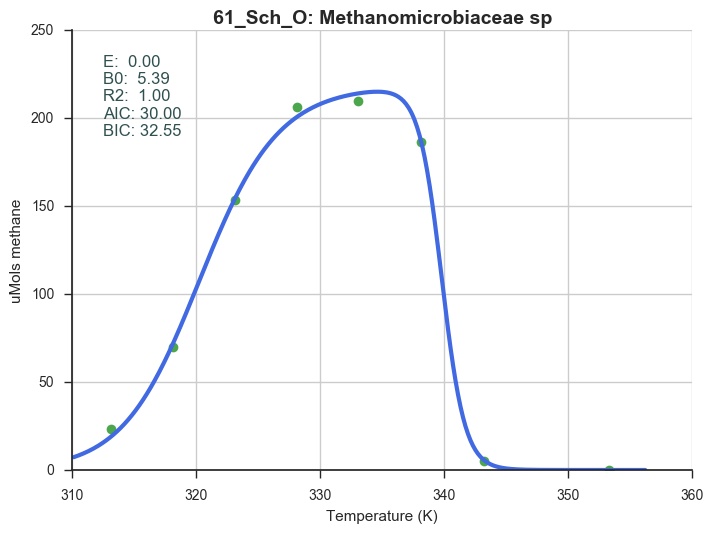 61_Sch_O: Methanomicrobiaceae sp
E:  0.00
B0:  5.39
R2:  1.00
AIC: 30.00
BIC: 32.55
uMols methane
250
200
150
100
50
0
310 320 330 340 350 360
Temperature (K)